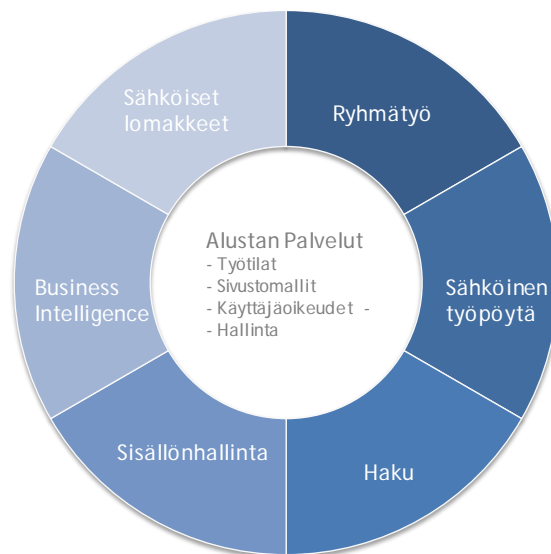 Sähköiset
lomakkeet
Ryhmätyö
Alustan Palvelut
- Työtilat
- Sivustomallit
- Käyttäjäoikeudet -
- Hallinta
Business
Intelligence
Sähköinen
työpöytä
Sisällönhallinta
Haku